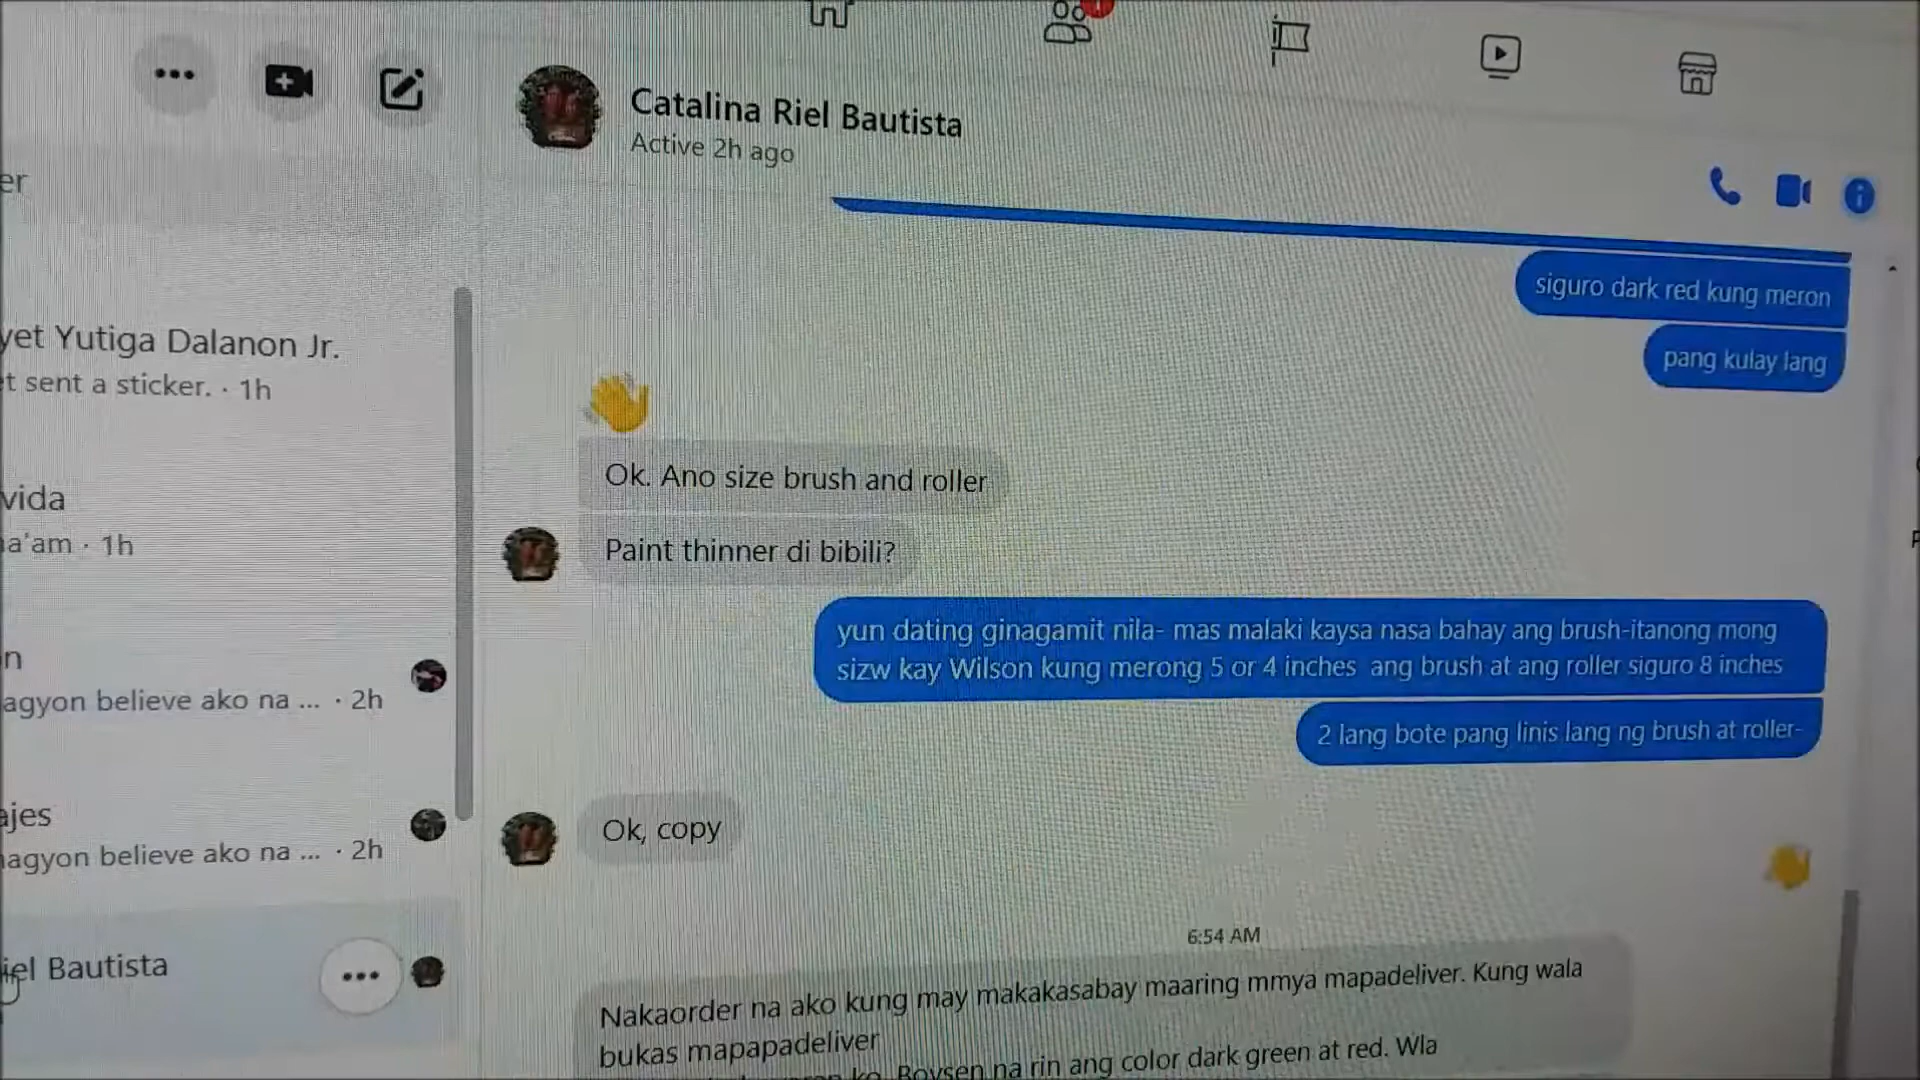 Catalina Riel Bautista
Active 2h ago
er
yet Yutiga Dalanon Jr.
t sent a sticker. · 1h
vida
a'am · 1h
n
agyon believe ako na ... · 2h
ajes
agyon believe ako na ... · 2h
iel Bautista
siguro dark red kung meron
pang kulay lang
Ok. Ano size brush and roller
Paint thinner di bibili?
yun dating ginagamit nila- mas malaki kaysa nasa bahay ang brush-itanong mong
sizw kay Wilson kung merong 5 or 4 inches ang brush at ang roller siguro 8 inches
2 lang bote pang linis lang ng brush at roller-
Ok, copy
6:54 AM
Nakaorder na ako kung may makakasabay maaring mmya mapadeliver. Kung wala
bukas mapapadeliver
ko. Boysen na rin ang color dark green at red. Wla